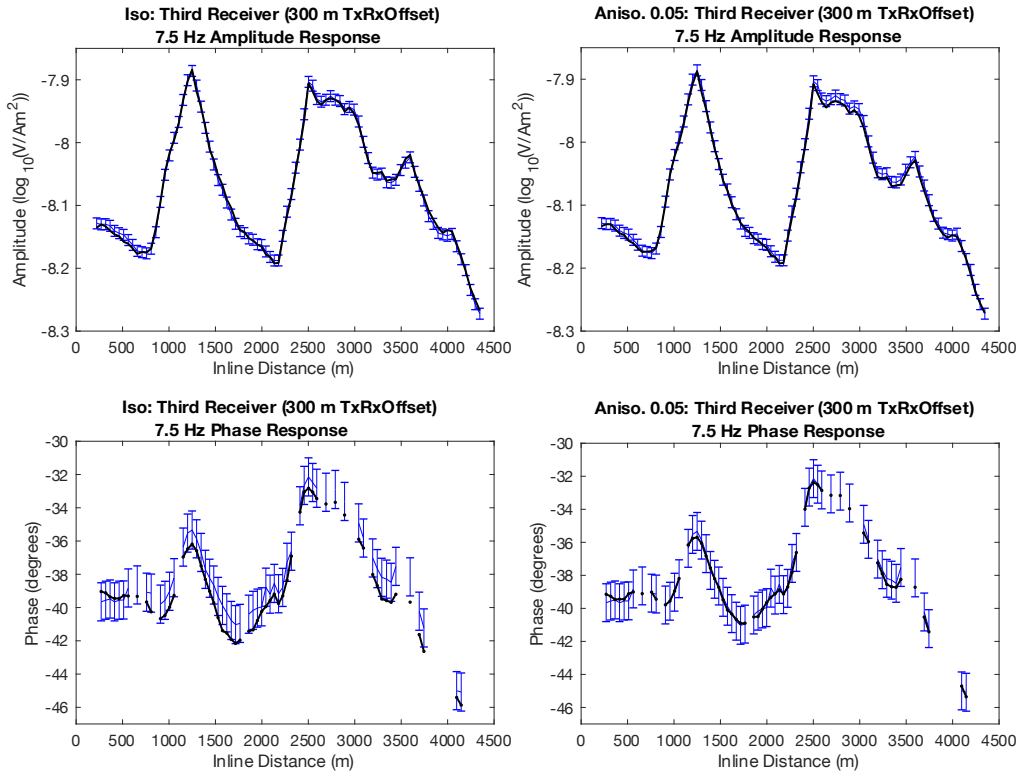 Iso: Third Receiver (300 m TxRxOffset)
7.5 Hz Amplitude Response
-7.9
-8
-8.1
-8.2
-8.3
Amplitude (log10(V/Am2))
0 500 1000 1500 2000 2500 3000 3500 4000 4500
Inline Distance (m)
Aniso. 0.05: Third Receiver (300 m TxRxOffset)
7.5 Hz Amplitude Response
-7.9
-8
-8.1
-8.2
-8.3
Amplitude (log10(V/Am2))
0 500 1000 1500 2000 2500 3000 3500 4000 4500
Inline Distance (m)
Iso: Third Receiver (300 m TxRxOffset)
7.5 Hz Phase Response
-30
-32
-34
-36
-38
-40
-42
-44
-46
Phase (degrees)
0 500 1000 1500 2000 2500 3000 3500 4000 4500
Inline Distance (m)
Aniso. 0.05: Third Receiver (300 m TxRxOffset)
7.5 Hz Phase Response
-30
-32
-34
-36
-38
-40
-42
-44
-46
Phase (degrees)
0 500 1000 1500 2000 2500 3000 3500 4000 4500
Inline Distance (m)